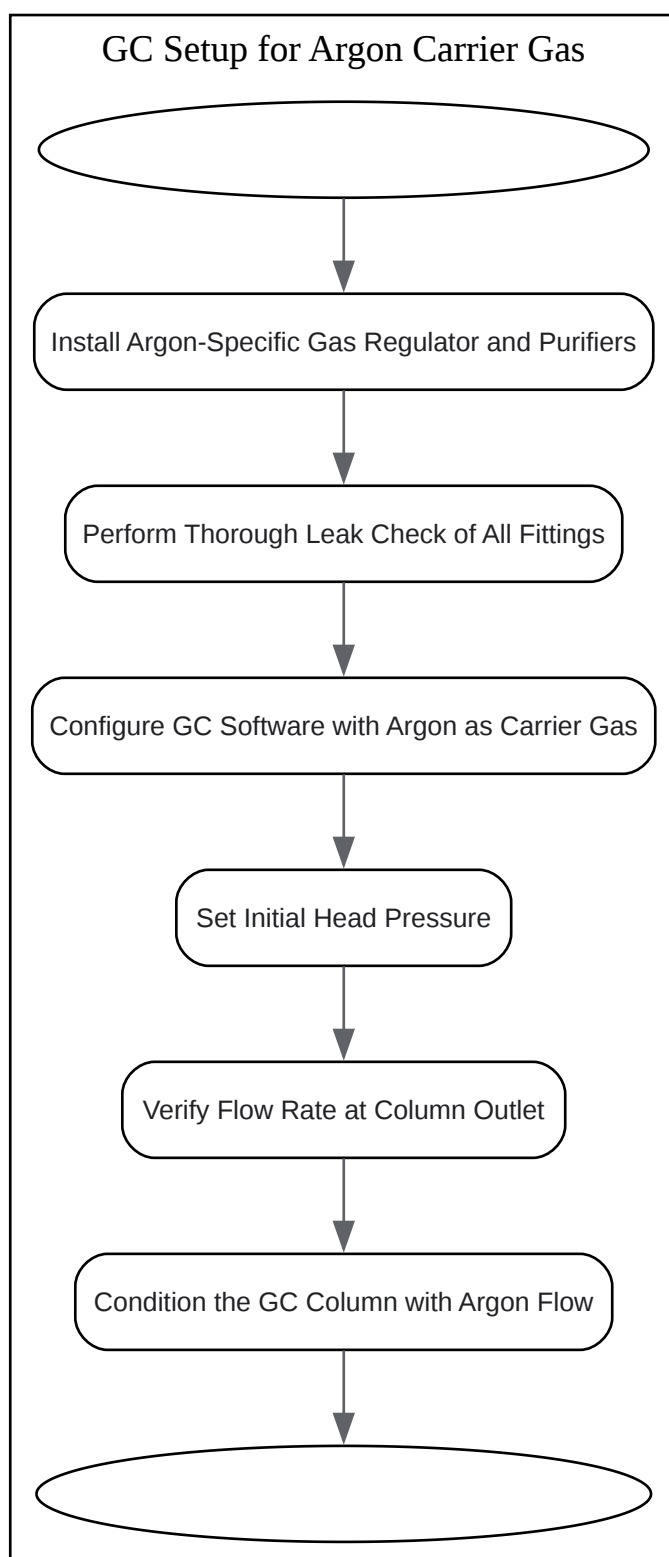 GC Setup for Argon Carrier Gas
Install Argon-Specific Gas Regulator and Purifiers
Perform Thorough Leak Check of All Fittings
Configure GC Software with Argon as Carrier Gas
Set Initial Head Pressure
Verify Flow Rate at Column Outlet
Condition the GC Column with Argon Flow